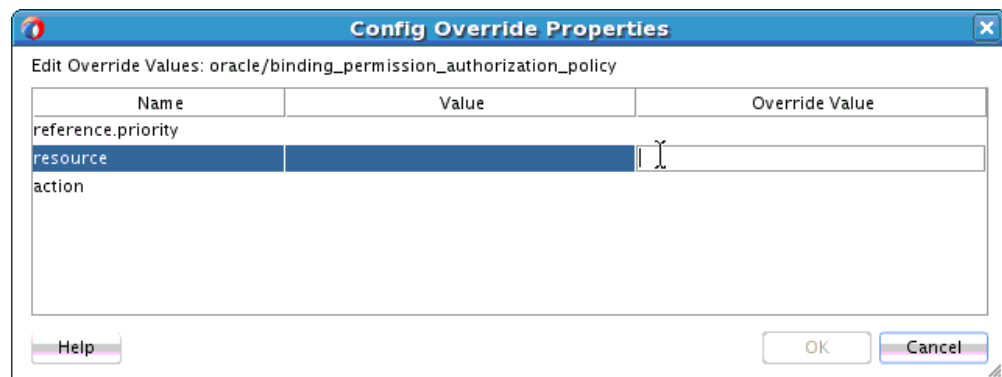 Config Override Properties
Edit Override Values: oracle/binding_permission_authorization_policy
Name Value Override Value
reference.priority
resource
action
Help OK Cancel